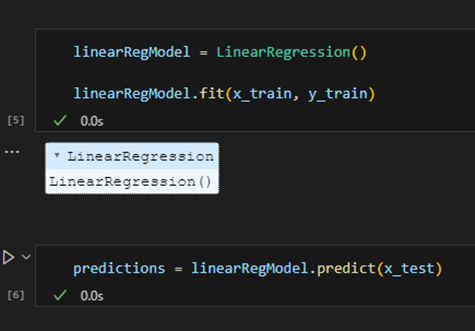 linearRegModel = LinearRegression()
linearRegModel.fit(x_train, y_train)
[5]
0.0s
...
LinearRegression
LinearRegression()
predictions = linearRegModel.predict(x_test)
[6]
0.0s